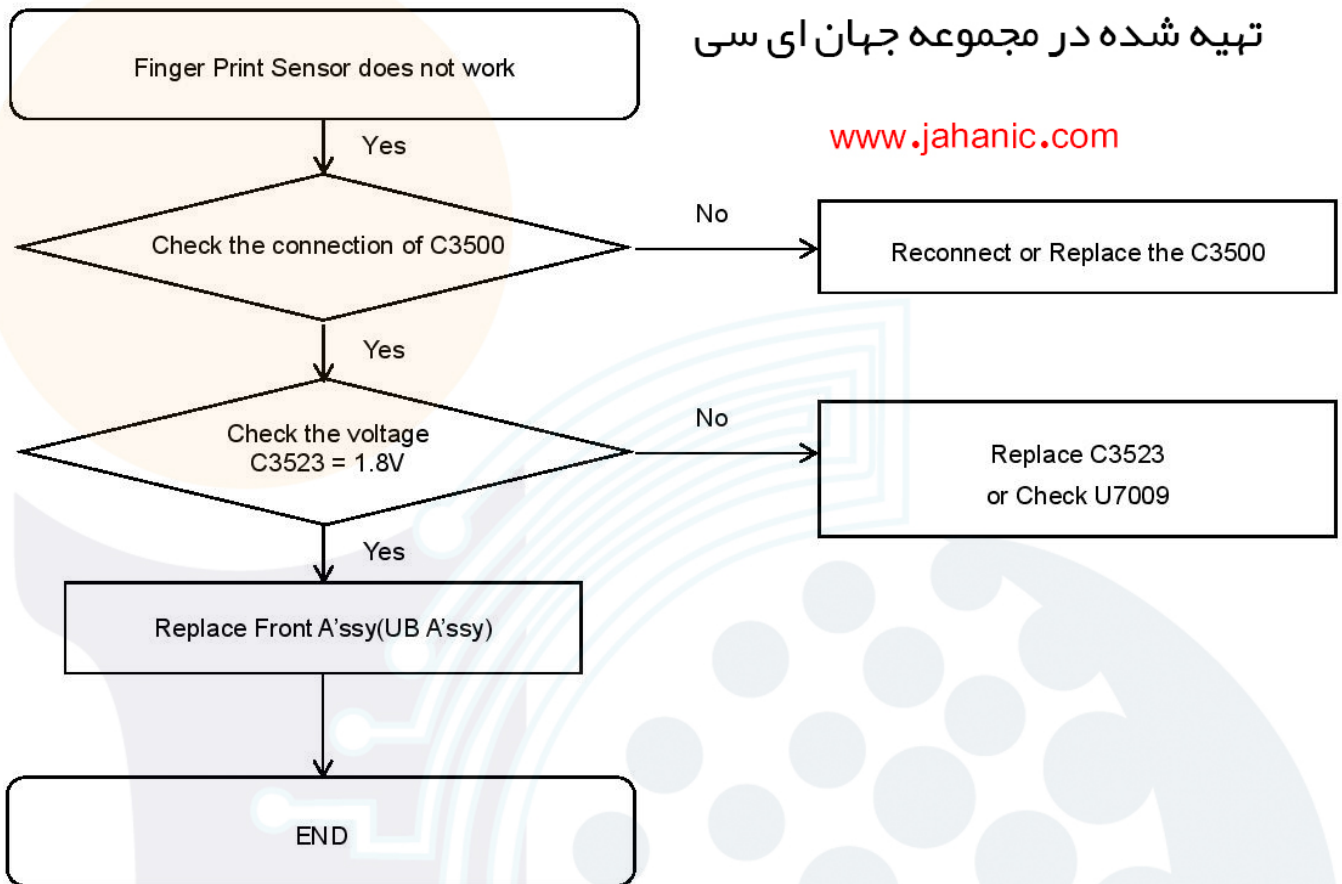 تهیه شده در مجموعه جهان ای سی
www.jahanic.com
Finger Print Sensor does not work
Yes
Check the connection of C3500
No
Reconnect or Replace the C3500
Yes
Check the voltage
C3523 = 1.8V
No
Replace C3523
or Check U7009
Yes
Replace Front A’ssy(UB A’ssy)
END